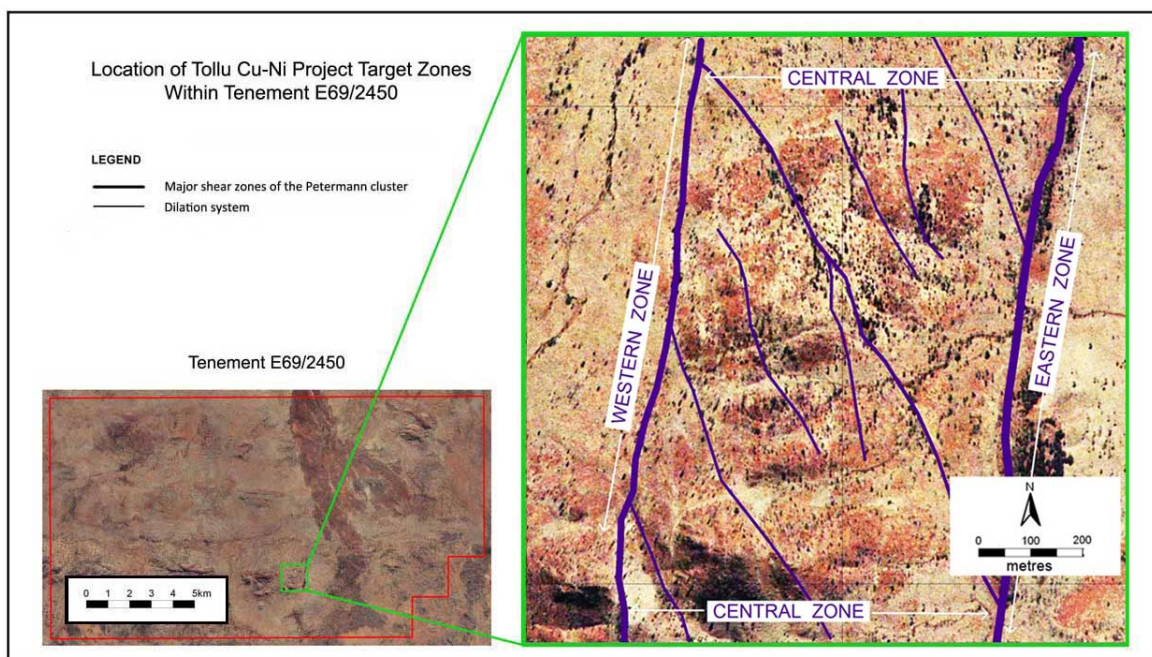 Location of Tollu Cu-Ni Project Target Zones
Within Tenement E69/2450
LEGEND
Major shear zones of the Petermann cluster
Dilation system
Tenement E69/2450
0 1 2 3 4 5km
CENTRAL ZONE
WESTERN ZONE
EASTERN ZONE
N
0 100 200
metres
CENTRAL ZONE